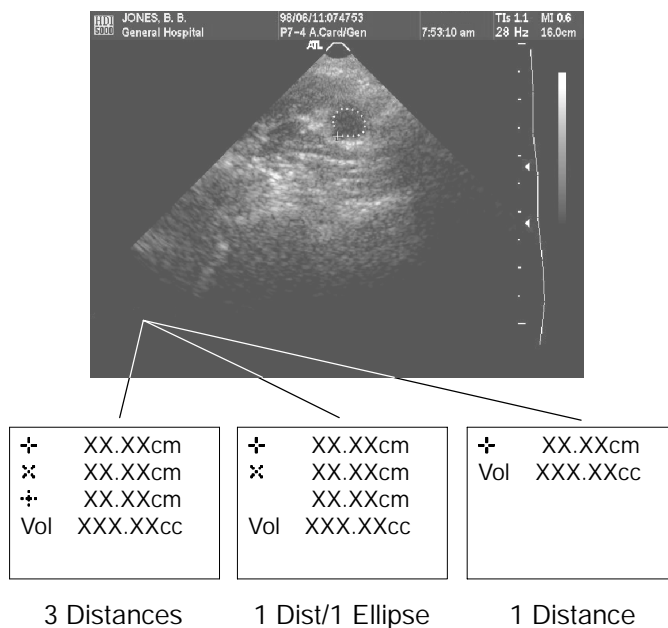 HDI 5000
JONES, B. B. 98/06/11:074753 TIs 1.1 MI 0.6
General Hospital P7-4 A.Card/Gen 7:53:10 am 28 Hz 16.0cm
ATL
XX.XXcm
XX.XXcm
XX.XXcm
Vol XXX.XXcc
3 Distances
XX.XXcm
XX.XXcm
XX.XXcm
Vol XXX.XXcc
1 Dist/1 Ellipse
XX.XXcm
Vol XXX.XXcc
1 Distance